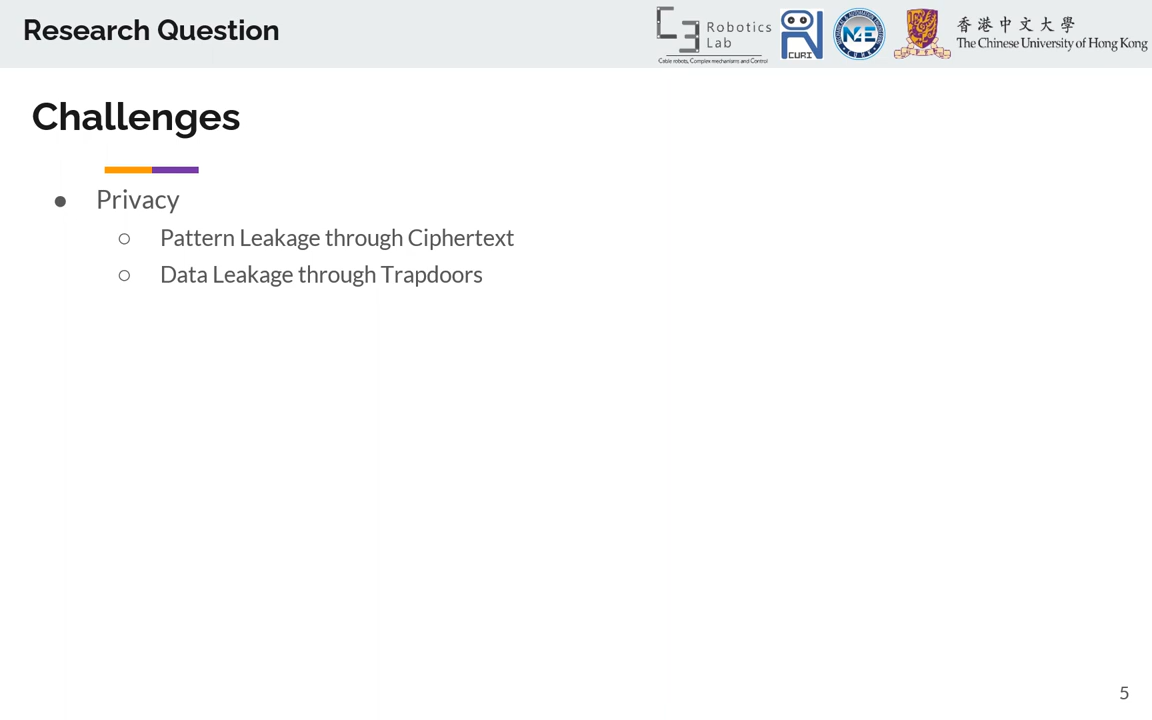 Research Question
Robotics
Lab
Cable robots, Complex mechanisms and Control
CURI
香港中文大學
The Chinese University of Hong Kong
Challenges
Privacy
Pattern Leakage through Ciphertext
Data Leakage through Trapdoors
5